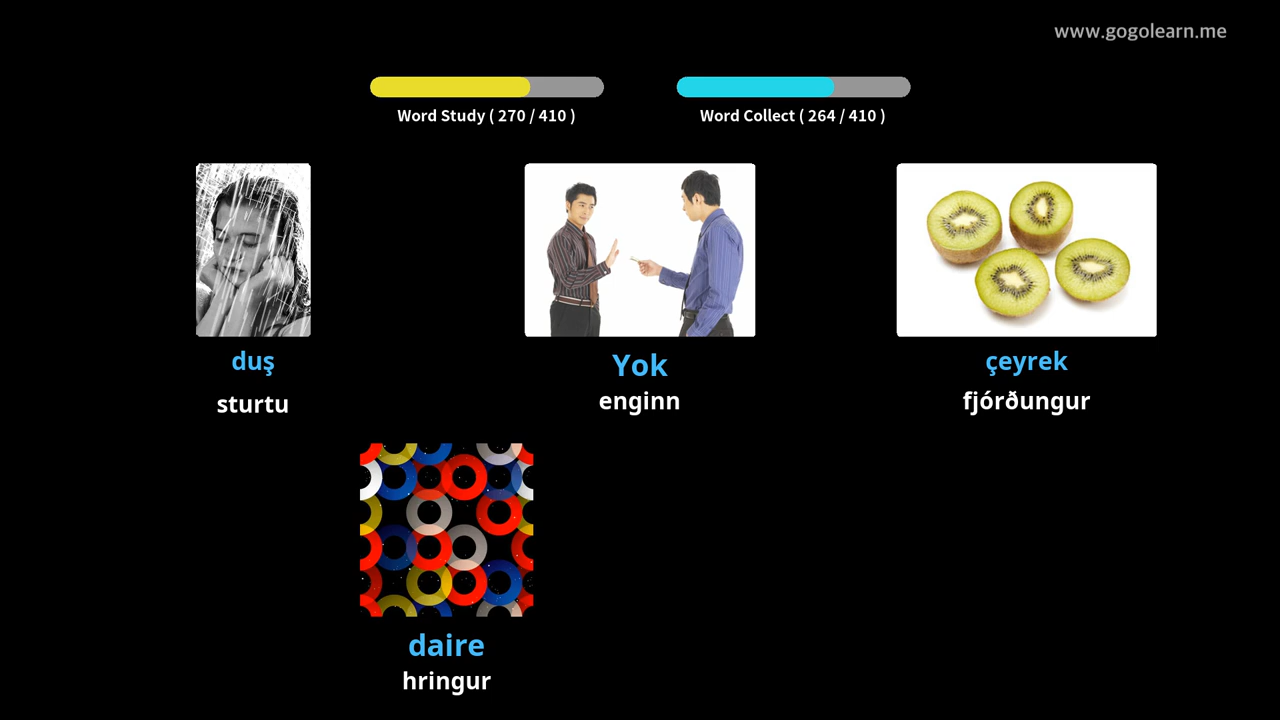 www.gogolearn.me
Word Study ( 270 / 410 )
Word Collect ( 264 / 410 )
duş
sturtu
Yok
enginn
çeyrek
fjórðungur
daire
hringur